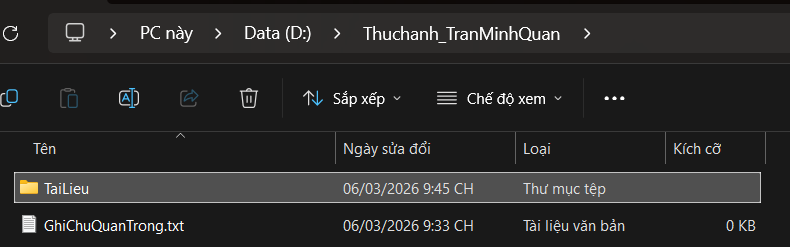 PC này > Data (D:) > Thuchanh_TranMinhQuan >
Sắp xếp Chế độ xem
Tên Ngày sửa đổi Loại Kích cỡ
TaiLieu 06/03/2026 9:45 CH Thư mục tệp
GhiChuQuanTrong.txt 06/03/2026 9:33 CH Tài liệu văn bản 0 KB